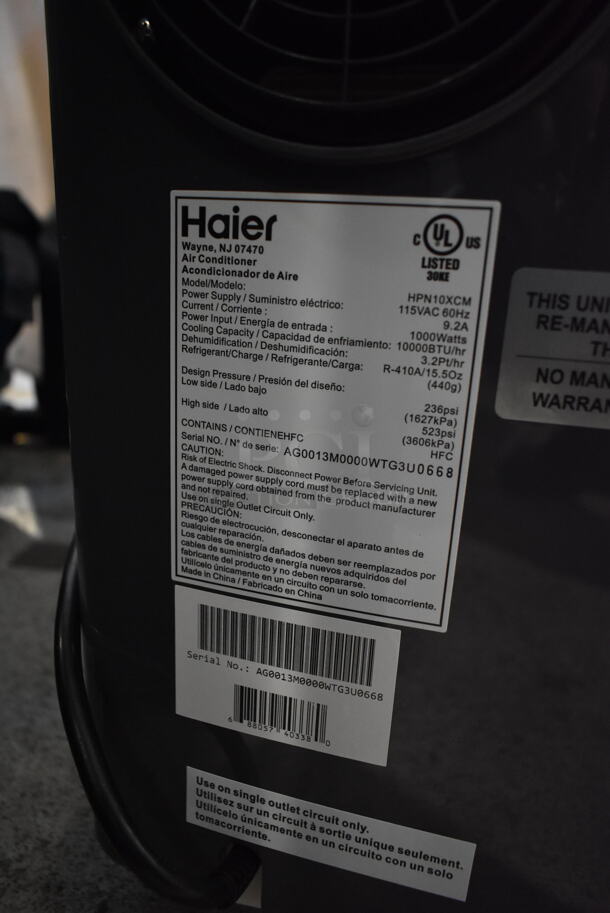 Haier
Wayne, NJ 07470
Air Conditioner
Acondicionador de Aire
C UL US
LISTED
30KE
Model/Modelo: HPN10XCM
Power Supply / Suministro eléctrico: 115VAC 60Hz
Current / Corriente : 9.2A
Power Input / Energía de entrada : 1000Watts
Cooling Capacity / Capacidad de enfriamiento: 10000BTU/hr
Dehumidification / Deshumidificación: 3.2Pt/hr
Refrigerant/Charge / Refrigerante/Carga: R-410A/15.5Oz
(440g)
Design Pressure / Presión del diseño:
Low side / Lado bajo 236psi
(1627kPa)
High side / Lado alto 523psi
(3606kPa)
CONTAINS / CONTIENEHFC HFC
Serial NO. / N° de serie: AG0013M0000WTG3U0668
CAUTION:
Risk of Electric Shock. Disconnect Power Before Servicing Unit.
A damaged power supply cord must be replaced with a new
power supply cord obtained from the product manufacturer
and not repaired.
Use on single Outlet Circuit Only.
PRECAUCIÓN:
Riesgo de electrocución, desconectar el aparato antes de
cualquier reparación.
Los cables de energía dañados deben ser reemplazados por
cables de suministro de energía nuevos adquiridos del
fabricante del producto y no deben repararse.
Utilícelo únicamente en un circuito con un solo tomacorriente.
Made in China / Fabricado en China
Serial No.: AG0013M0000WTG3U0668
6 88057 40338 0
Use on single outlet circuit only.
Utilisez sur un circuit à sortie unique seulement.
Utilícelo únicamente en un circuito con un solo
tomacorriente.
THIS UNI
RE-MAN
TH
NO MAN
WARRAN